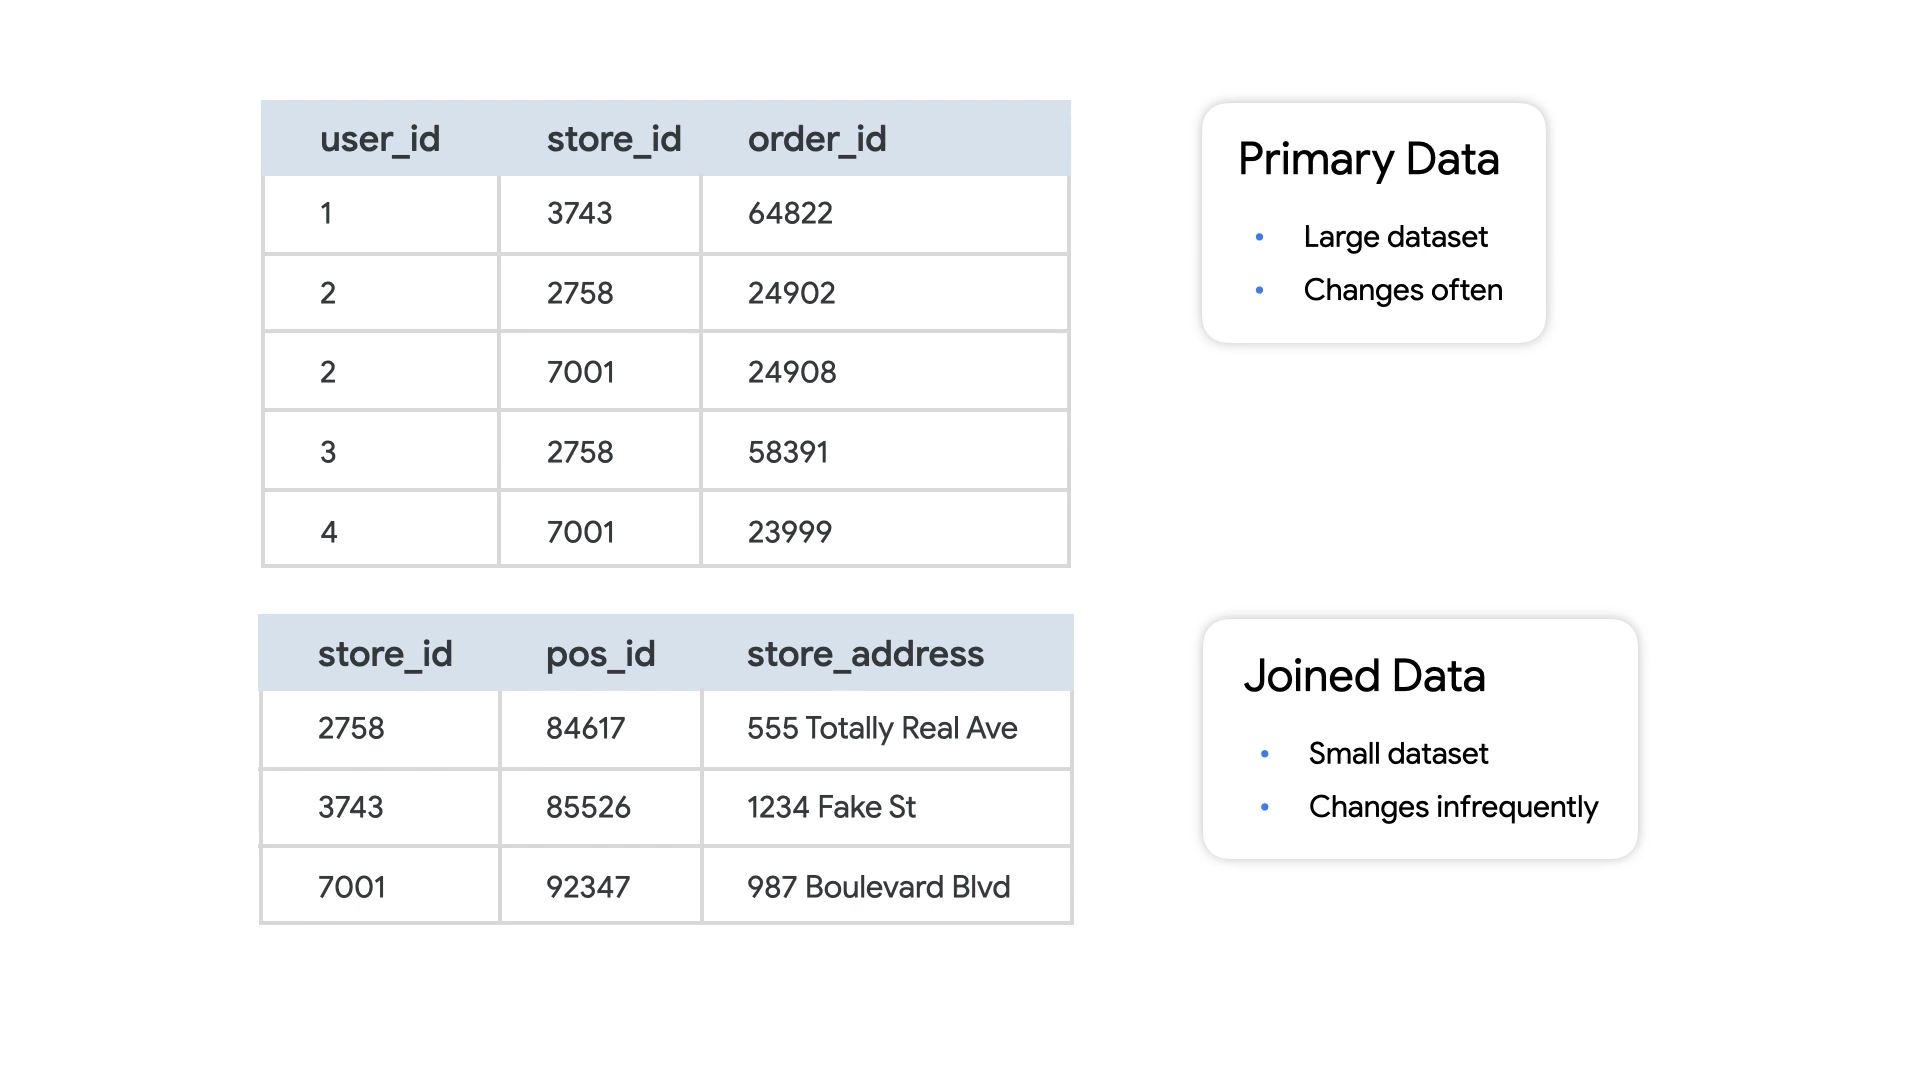 user_id store_id order_id
1 3743 64822
2 2758 24902
2 7001 24908
3 2758 58391
4 7001 23999
Primary Data
• Large dataset
• Changes often
store_id pos_id store_address
2758 84617 555 Totally Real Ave
3743 85526 1234 Fake St
7001 92347 987 Boulevard Blvd
Joined Data
• Small dataset
• Changes infrequently